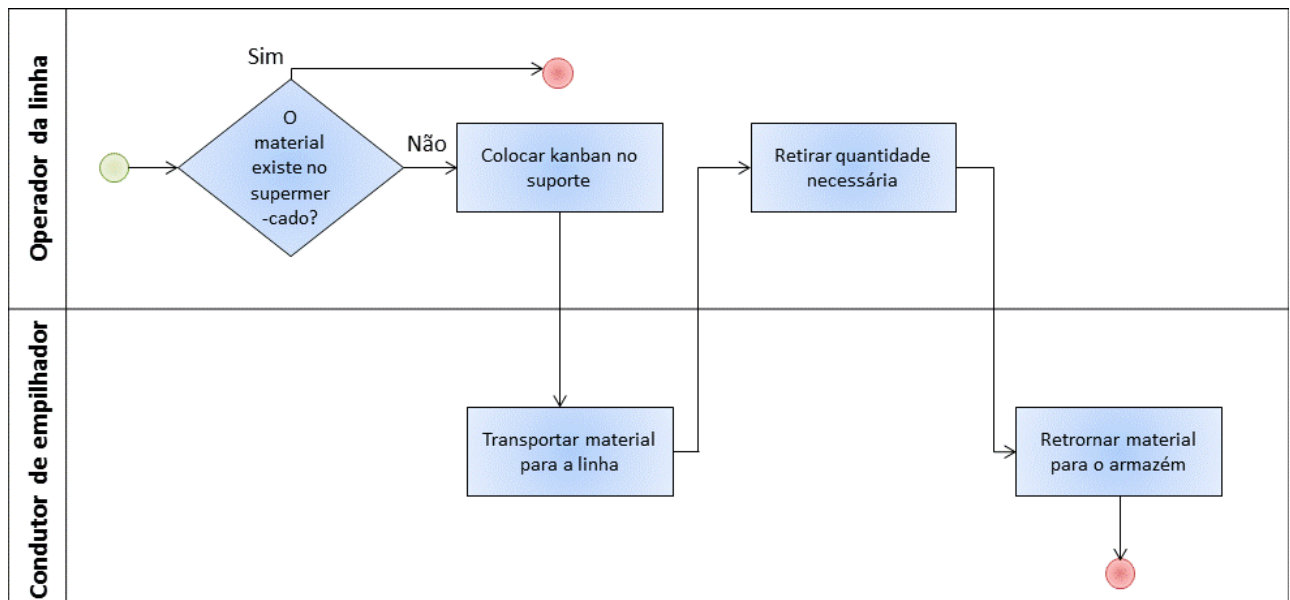 Operador da linha
Sim
O
material
existe no
supermer
-cado?
Não
Colocar kanban no
suporte
Retirar quantidade
necessária
Condutor de empilhador
Transportar material
para a linha
Retrornar material
para o armazém